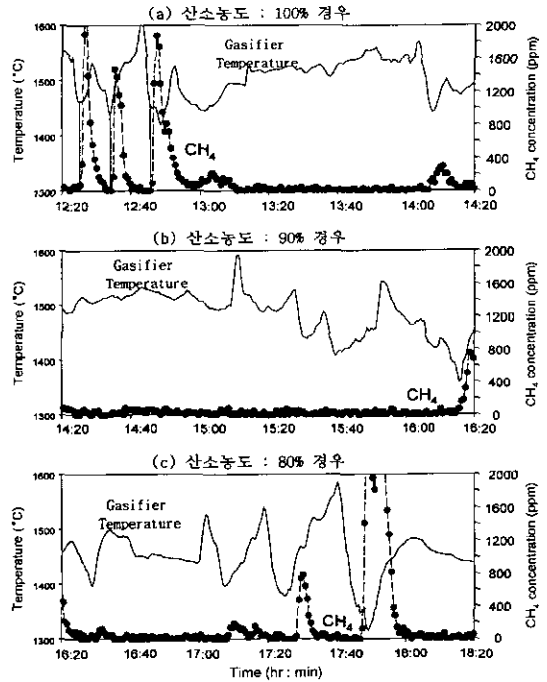 (a) 산소농도 : 100% 경우
1600
1500
1400
1300
Temperature (°C)
Gasifier
Temperature
CH4
2000
1600
1200
800
400
0
CH4 concentration (ppm)
12:20 12:40 13:00 13:20 13:40 14:00 14:20
(b) 산소농도 : 90% 경우
1600
1500
1400
1300
Temperature (°C)
Gasifier
Temperature
CH4
2000
1600
1200
800
400
0
CH4 concentration (ppm)
14:20 14:40 15:00 15:20 15:40 16:00 16:20
(c) 산소농도 : 80% 경우
1600
1500
1400
1300
Temperature (°C)
Gasifier
Temperature
CH4
2000
1600
1200
800
400
0
CH4 concentration (ppm)
16:20 16:40 17:00 17:20 17:40 18:00 18:20
Time (hr : min)